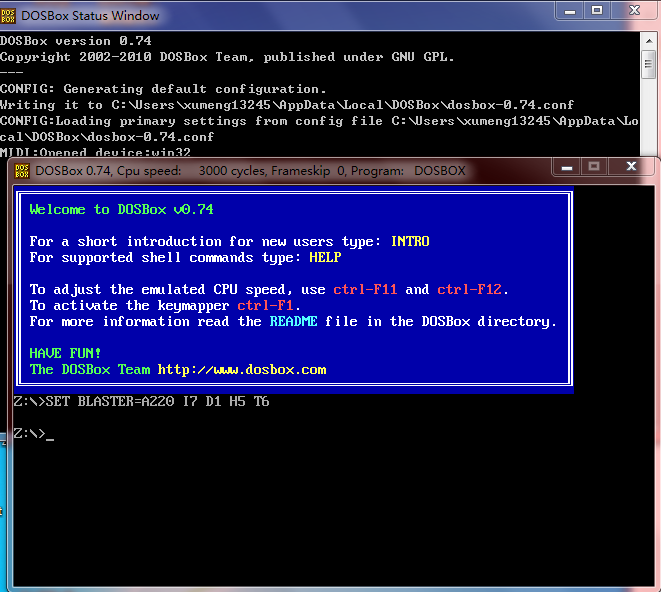 DOSBox Status Window
DOSBox version 0.74
Copyright 2002-2010 DOSBox Team, published under GNU GPL.
---
CONFIG: Generating default configuration.
Writing it to C:\Users\xumeng13245\AppData\Local\DOSBox\dosbox-0.74.conf
CONFIG:Loading primary settings from config file C:\Users\xumeng13245\AppData\Lo
cal\DOSBox\dosbox-0.74.conf
MIDI:Opened device:win32
DOSBox 0.74, Cpu speed: 3000 cycles, Frameskip 0, Program: DOSBOX
Welcome to DOSBox v0.74
For a short introduction for new users type: INTRO
For supported shell commands type: HELP
To adjust the emulated CPU speed, use ctrl-F11 and ctrl-F12.
To activate the keymapper ctrl-F1.
For more information read the README file in the DOSBox directory.
HAVE FUN!
The DOSBox Team http://www.dosbox.com
Z:\>SET BLASTER=A220 I7 D1 H5 T6
Z:\>_